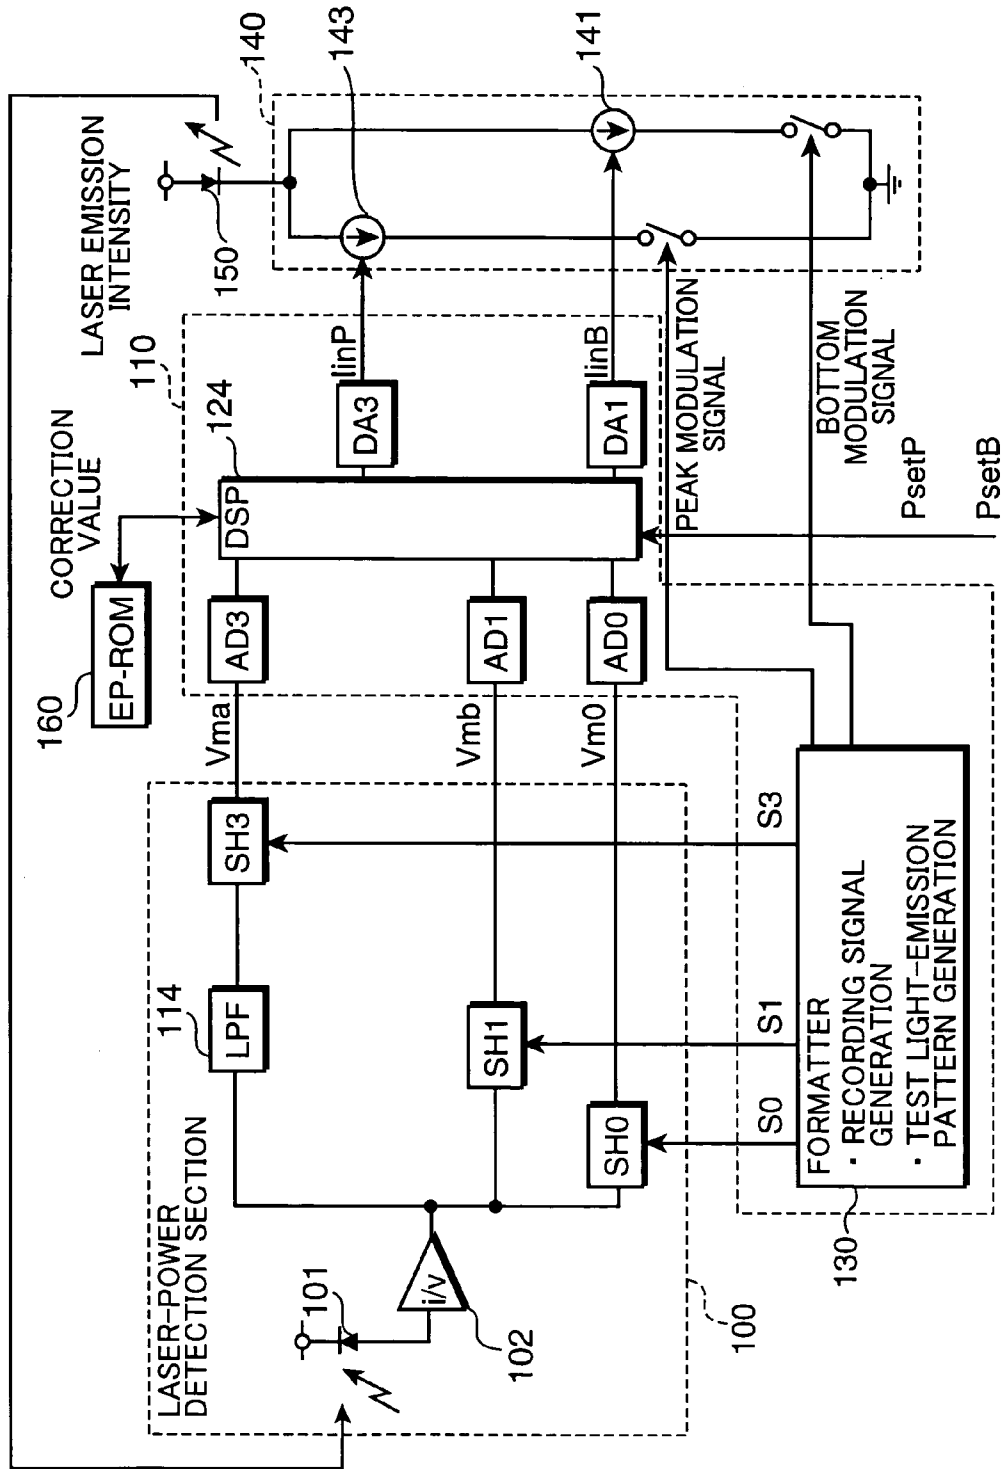 LASER EMISSION
INTENSITY
150
140
143
141
CORRECTION
VALUE
110
124
160
EP-ROM
DSP
IinP
DA3
IinB
DA1
PEAK MODULATION
SIGNAL
BOTTOM
MODULATION
SIGNAL
PsetP
PsetB
AD3
AD1
AD0
Vma
Vmb
Vm0
LASER-POWER
DETECTION SECTION
114
LPF
SH3
SH1
SH0
101
i/v
102
100
S0
S1
S3
FORMATTER
· RECORDING SIGNAL
GENERATION
· TEST LIGHT-EMISSION
PATTERN GENERATION
130